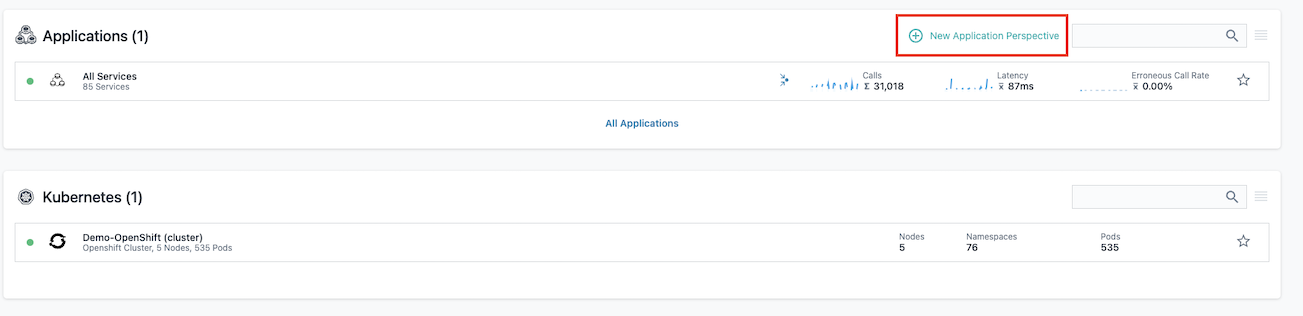 Applications (1)
New Application Perspective
All Services
85 Services
Calls
Σ 31,018
Latency
x̄ 87ms
Erroneous Call Rate
x̄ 0.00%
All Applications
Kubernetes (1)
Demo-OpenShift (cluster)
Openshift Cluster, 5 Nodes, 535 Pods
Nodes
5
Namespaces
76
Pods
535